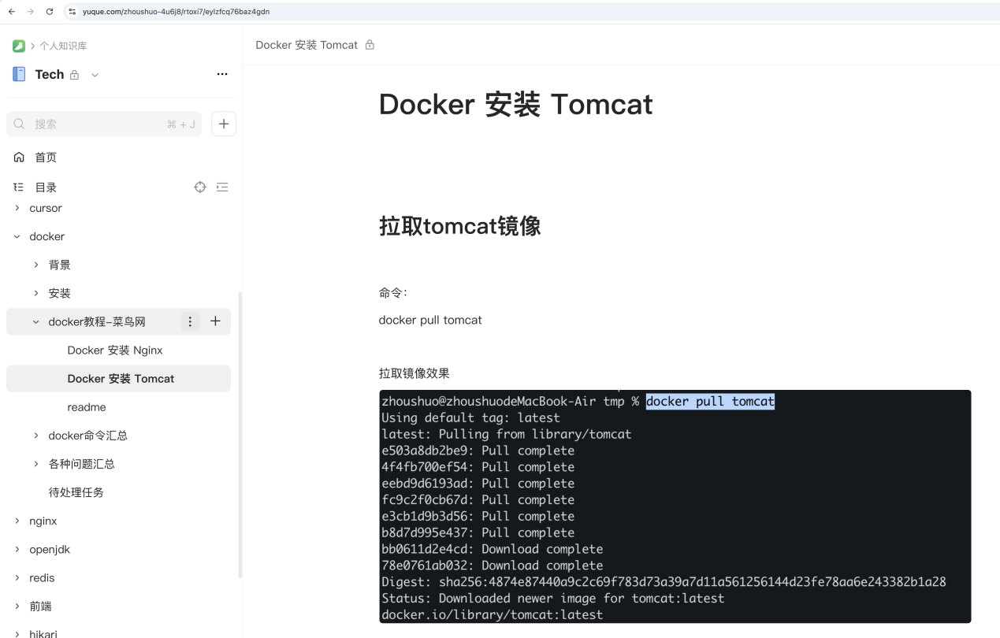 yuque.com/zhoushuo-4u6j8/rtoxi7/eylzfcq76baz4gdn
个人知识库
Tech
搜索 ⌘ + J
首页
目录
cursor
docker
背景
安装
docker教程-菜鸟网
Docker 安装 Nginx
Docker 安装 Tomcat
readme
docker命令汇总
各种问题汇总
待处理任务
nginx
openjdk
redis
前端
hikari
Docker 安装 Tomcat
Docker 安装 Tomcat
拉取tomcat镜像
命令：
docker pull tomcat
拉取镜像效果
zhoushuo@zhoushuodeMacBook-Air tmp % docker pull tomcat
Using default tag: latest
latest: Pulling from library/tomcat
e503a8db2be9: Pull complete
4f4fb700ef54: Pull complete
eebd9d6193ad: Pull complete
fc9c2f0cb67d: Pull complete
e3cb1d9b3d56: Pull complete
b8d7d995e437: Pull complete
bb0611d2e4cd: Download complete
78e0761ab032: Download complete
Digest: sha256:4874e87440a9c2c69f783d73a39a7d11a561256144d23fe78aa6e243382b1a28
Status: Downloaded newer image for tomcat:latest
docker.io/library/tomcat:latest